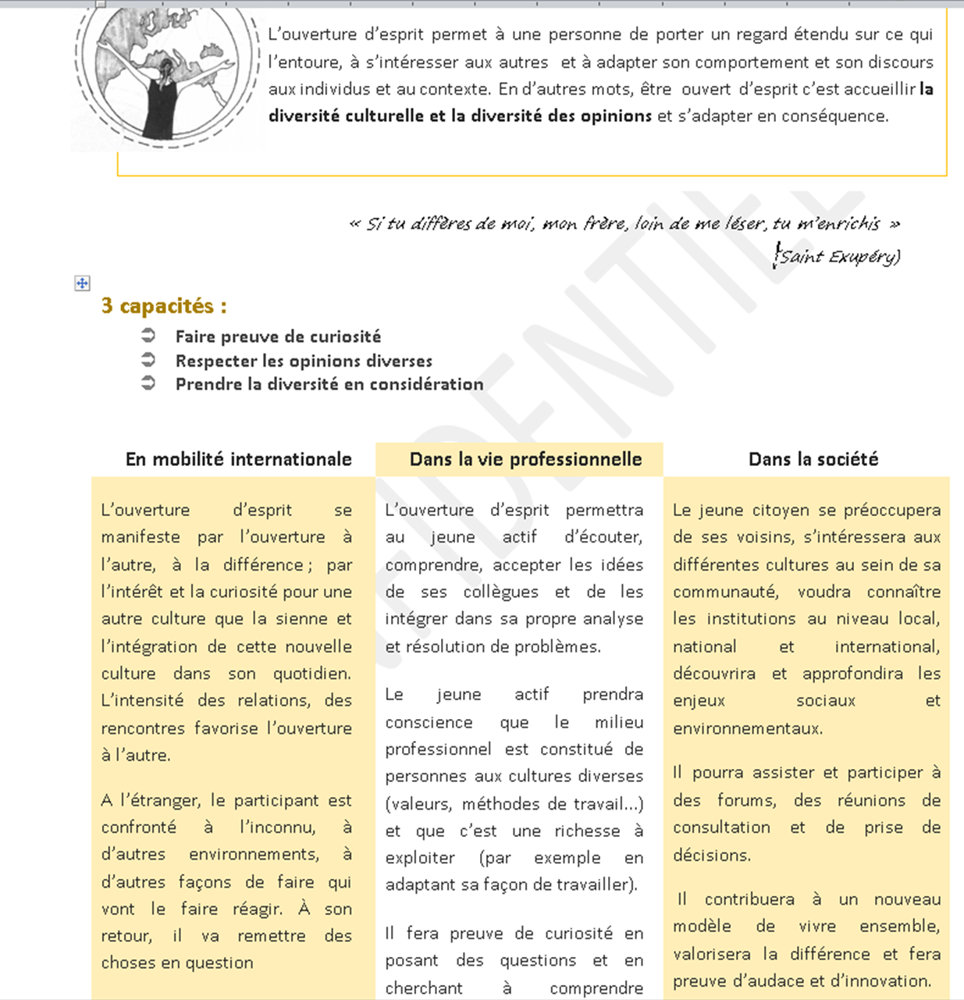 L'ouverture d'esprit permet à une personne de porter un regard étendu sur ce qui
l'entoure, à s'intéresser aux autres et à adapter son comportement et son discours
aux individus et au contexte. En d'autres mots, être ouvert d'esprit c'est accueillir la
diversité culturelle et la diversité des opinions et s'adapter en conséquence.
« Si tu diffères de moi, mon frère, loin de me léser, tu m'enrichis »
(Saint Exupéry)
3 capacités :
Faire preuve de curiosité
Respecter les opinions diverses
Prendre la diversité en considération
En mobilité internationale
L'ouverture d'esprit se
manifeste par l'ouverture à
l'autre, à la différence ; par
l'intérêt et la curiosité pour une
autre culture que la sienne et
l'intégration de cette nouvelle
culture dans son quotidien.
L'intensité des relations, des
rencontres favorise l'ouverture
à l'autre.
A l'étranger, le participant est
confronté à l'inconnu, à
d'autres environnements, à
d'autres façons de faire qui
vont le faire réagir. À son
retour, il va remettre des
choses en question
Dans la vie professionnelle
L'ouverture d'esprit permettra
au jeune actif d'écouter,
comprendre, accepter les idées
de ses collègues et de les
intégrer dans sa propre analyse
et résolution de problèmes.
Le jeune actif prendra
conscience que le milieu
professionnel est constitué de
personnes aux cultures diverses
(valeurs, méthodes de travail...)
et que c'est une richesse à
exploiter (par exemple en
adaptant sa façon de travailler).
Il fera preuve de curiosité en
posant des questions et en
cherchant à comprendre
Dans la société
Le jeune citoyen se préoccupera
de ses voisins, s'intéressera aux
différentes cultures au sein de sa
communauté, voudra connaître
les institutions au niveau local,
national et international,
découvrira et approfondira les
enjeux sociaux et
environnementaux.
Il pourra assister et participer à
des forums, des réunions de
consultation et de prise de
décisions.
Il contribuera à un nouveau
modèle de vivre ensemble,
valorisera la différence et fera
preuve d'audace et d'innovation.